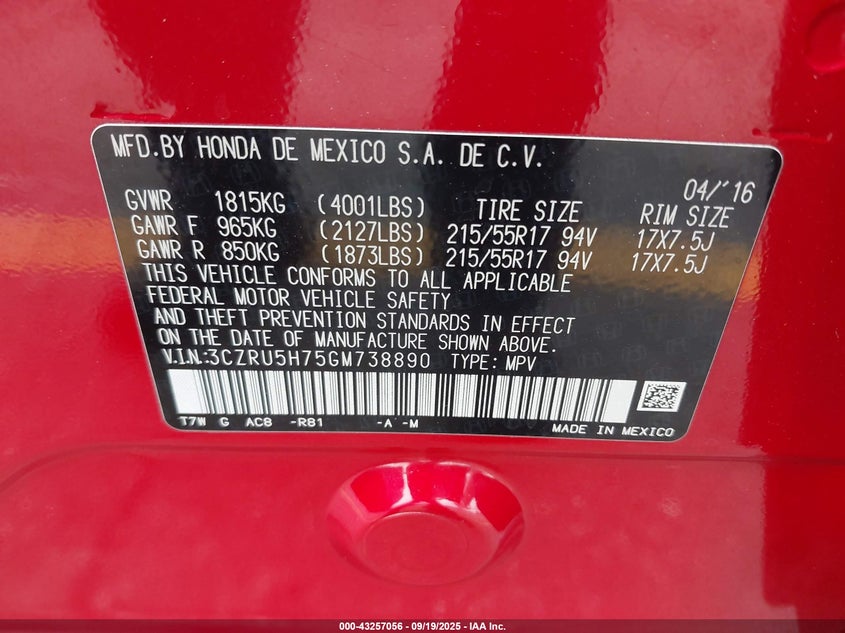 MFD.BY HONDA DE MEXICO S.A. DE C.V.
04/'16
GVWR 1815KG (4001LBS) TIRE SIZE RIM SIZE
GAWR F 965KG (2127LBS) 215/55R17 94V 17X7.5J
GAWR R 850KG (1873LBS) 215/55R17 94V 17X7.5J
THIS VEHICLE CONFORMS TO ALL APPLICABLE
FEDERAL MOTOR VEHICLE SAFETY
AND THEFT PREVENTION STANDARDS IN EFFECT
ON THE DATE OF MANUFACTURE SHOWN ABOVE.
V.I.N.:3CZRU5H75GM738890 TYPE: MPV
T7W G AC8 -R81 -A -M
MADE IN MEXICO
000-43257056 - 09/19/2025 - IAA Inc.